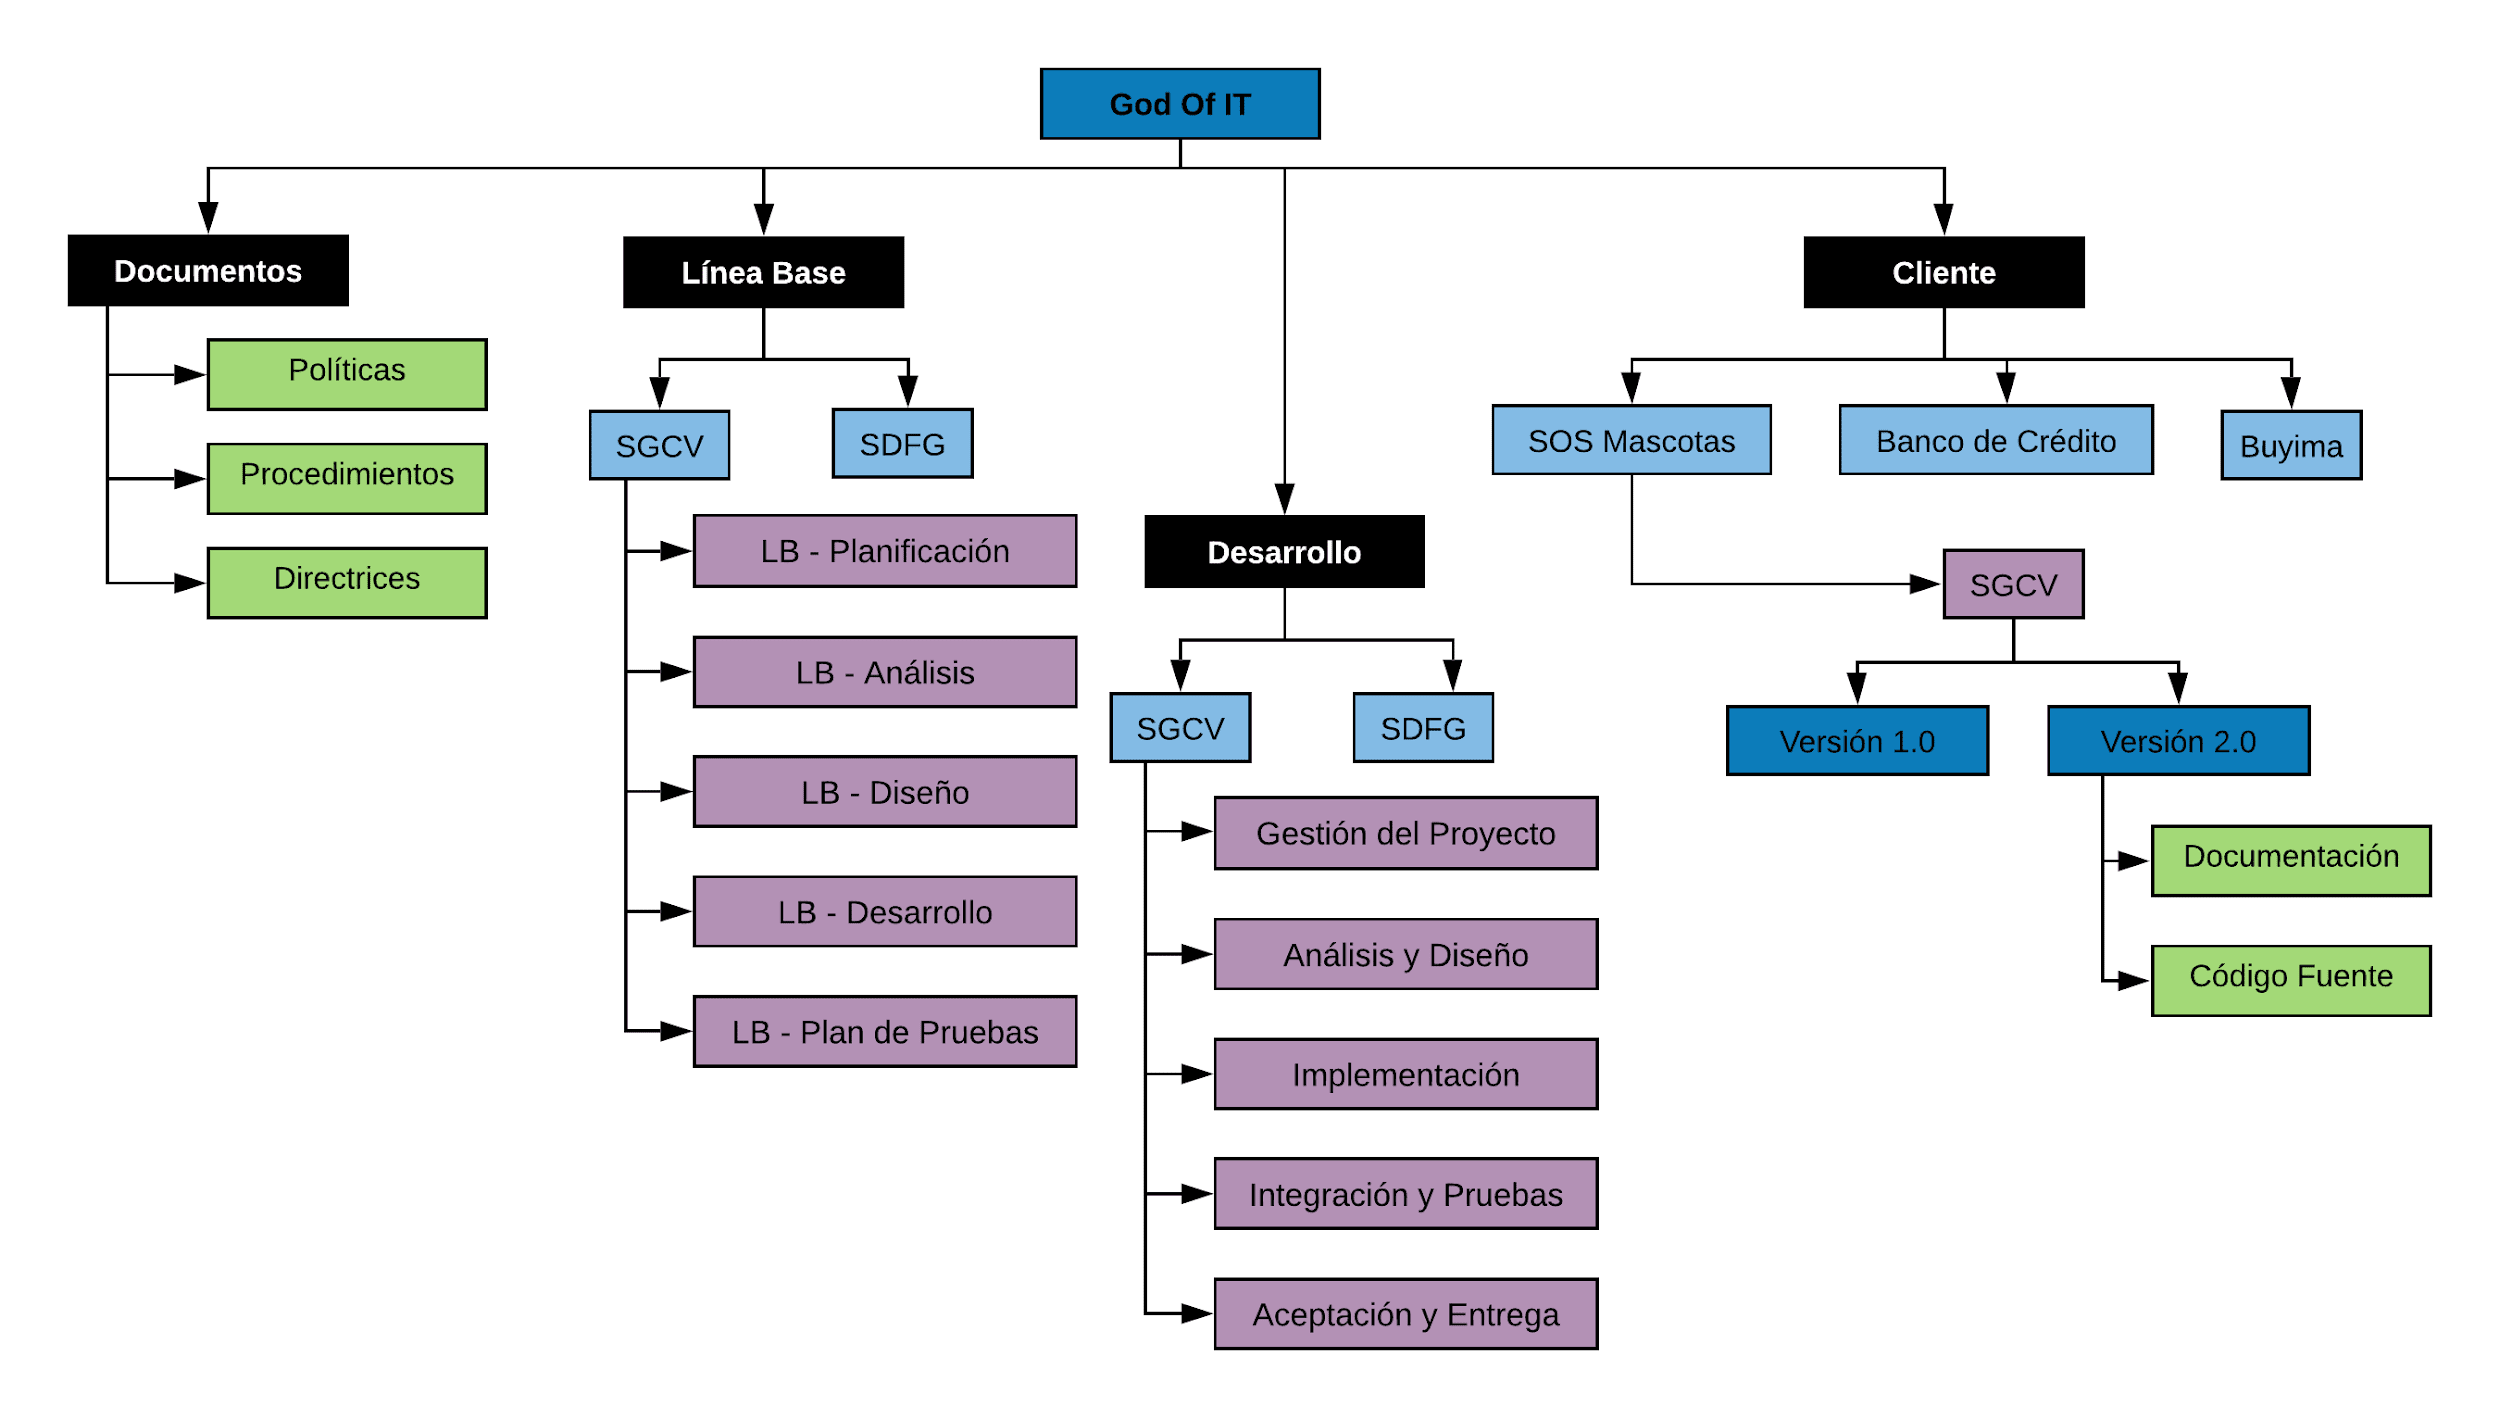 God Of IT
Documentos
Línea Base
Cliente
Políticas
Procedimientos
Directrices
SGCV
SDFG
LB - Planificación
LB - Análisis
LB - Diseño
LB - Desarrollo
LB - Plan de Pruebas
Desarrollo
SGCV
SDFG
Gestión del Proyecto
Análisis y Diseño
Implementación
Integración y Pruebas
Aceptación y Entrega
SOS Mascotas
Banco de Crédito
Buyima
SGCV
Versión 1.0
Versión 2.0
Documentación
Código Fuente